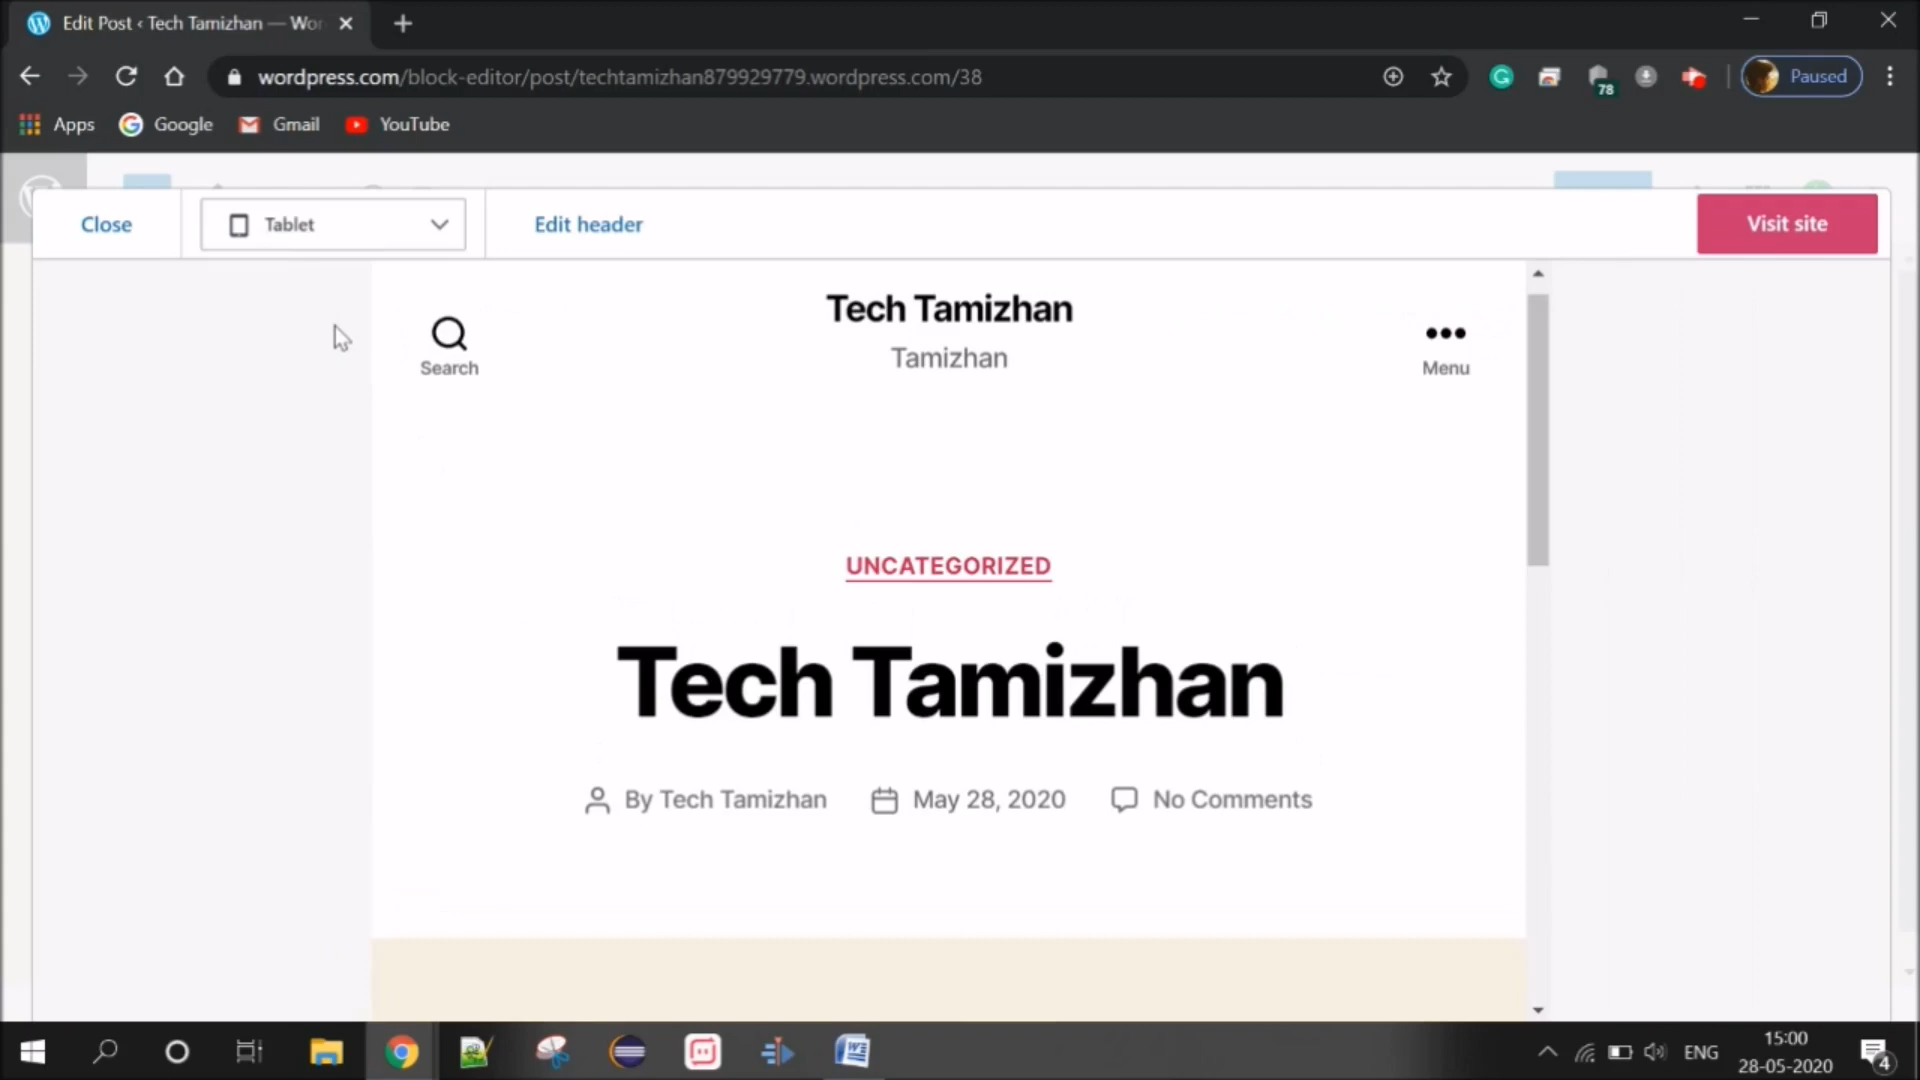 Edit Post ‹ Tech Tamizhan — Wor
wordpress.com/block-editor/post/techtamizhan879929779.wordpress.com/38
78
Paused
Apps
Google
Gmail
YouTube
Close
Tablet
Edit header
Visit site
Tech Tamizhan
Tamizhan
Search
Menu
UNCATEGORIZED
Tech Tamizhan
By Tech Tamizhan
May 28, 2020
No Comments
ENG
15:00
28-05-2020
4